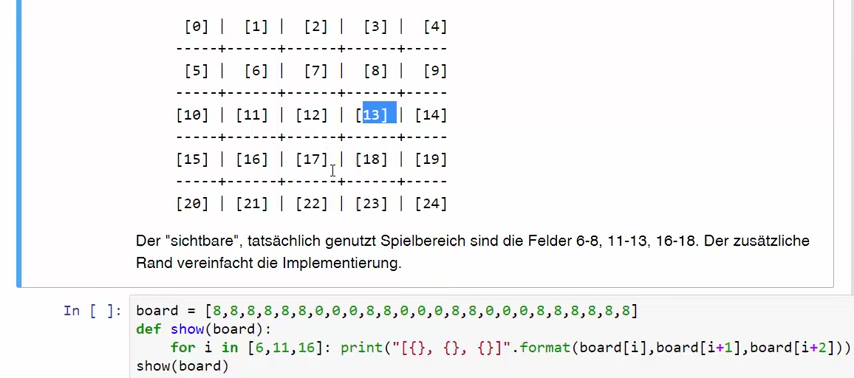 [0] | [1] | [2] | [3] | [4]
-----+------+------+------+-----
[5] | [6] | [7] | [8] | [9]
-----+------+------+------+-----
[10] | [11] | [12] | [13] | [14]
-----+------+------+------+-----
[15] | [16] | [17] | [18] | [19]
-----+------+------+------+-----
[20] | [21] | [22] | [23] | [24]
Der "sichtbare", tatsächlich genutzt Spielbereich sind die Felder 6-8, 11-13, 16-18. Der zusätzliche
Rand vereinfacht die Implementierung.
In [ ]: board = [8,8,8,8,8,8,0,0,0,8,8,0,0,0,8,8,0,0,0,8,8,8,8,8,8]
def show(board):
for i in [6,11,16]: print("[{}, {}, {}]".format(board[i],board[i+1],board[i+2]))
show(board)